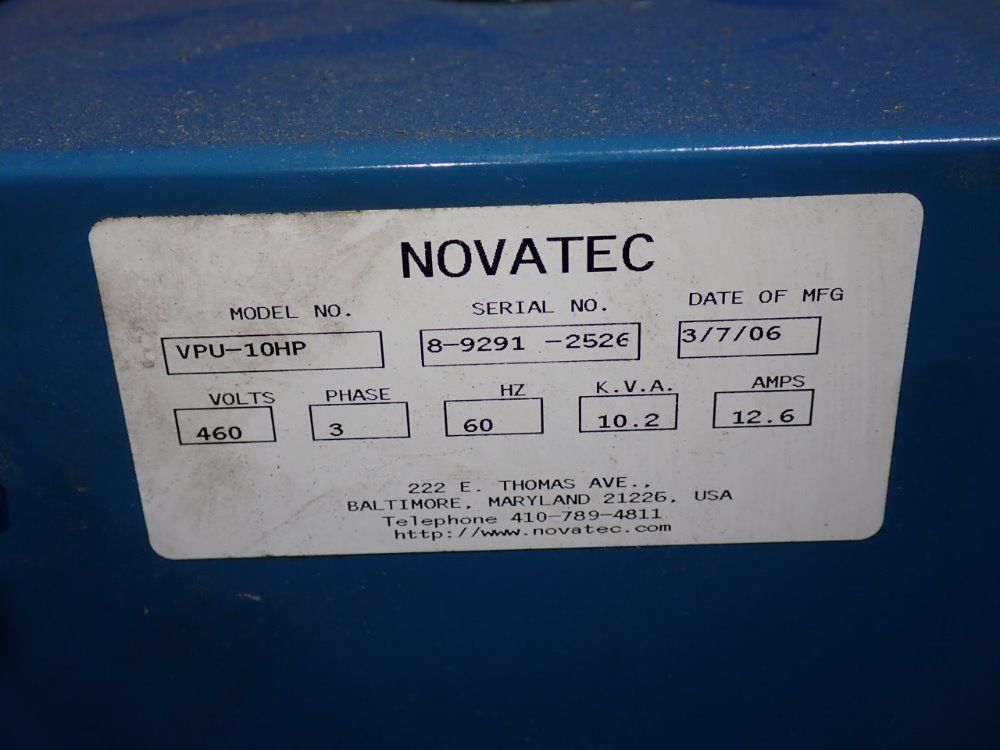 NOVATEC
MODEL NO. SERIAL NO. DATE OF MFG
VPU-10HP 8-9291 -2526 3/7/06
VOLTS PHASE HZ K.V.A. AMPS
460 3 60 10.2 12.6
222 E. THOMAS AVE.,
BALTIMORE, MARYLAND 21226, USA
Telephone 410-789-4811
http://www.novatec.com